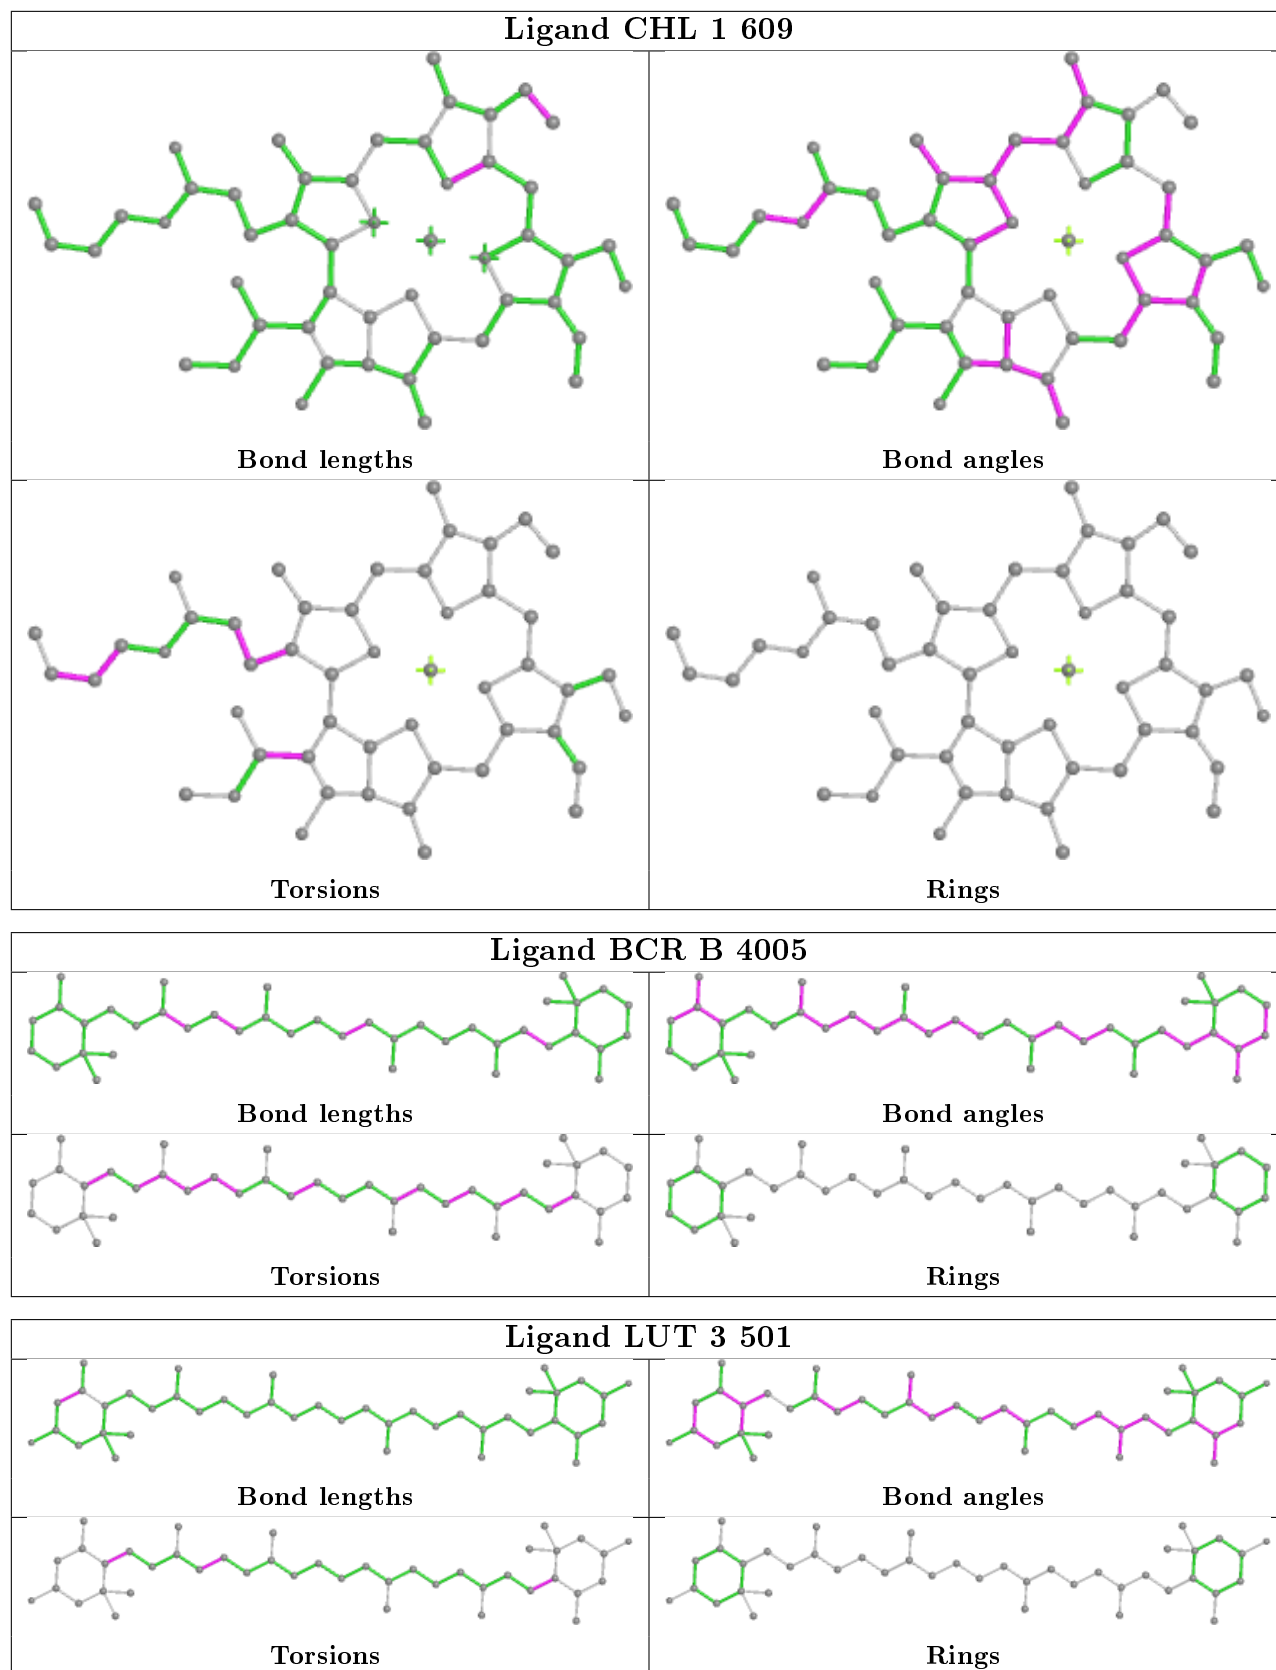 Ligand CHL 1 609
Bond lengths
Bond angles
Torsions
Rings
Ligand BCR B 4005
Bond lengths
Bond angles
Torsions
Rings
Ligand LUT 3 501
Bond lengths
Bond angles
Torsions
Rings